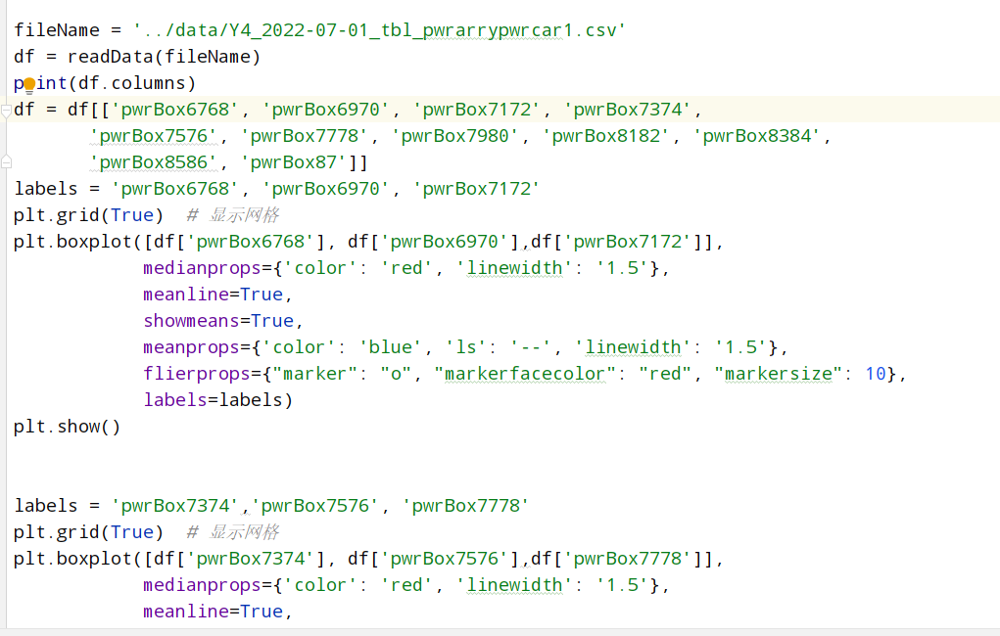 fileName = '../data/Y4_2022-07-01_tbl_pwrarrypwrcar1.csv'
df = readData(fileName)
print(df.columns)
df = df[['pwrBox6768', 'pwrBox6970', 'pwrBox7172', 'pwrBox7374',
'pwrBox7576', 'pwrBox7778', 'pwrBox7980', 'pwrBox8182', 'pwrBox8384',
'pwrBox8586', 'pwrBox87']]
labels = 'pwrBox6768', 'pwrBox6970', 'pwrBox7172'
plt.grid(True)  # 显示网格
plt.boxplot([df['pwrBox6768'], df['pwrBox6970'],df['pwrBox7172']],
medianprops={'color': 'red', 'linewidth': '1.5'},
meanline=True,
showmeans=True,
meanprops={'color': 'blue', 'ls': '--', 'linewidth': '1.5'},
flierprops={"marker": "o", "markerfacecolor": "red", "markersize": 10},
labels=labels)
plt.show()
labels = 'pwrBox7374','pwrBox7576', 'pwrBox7778'
plt.grid(True)  # 显示网格
plt.boxplot([df['pwrBox7374'], df['pwrBox7576'],df['pwrBox7778']],
medianprops={'color': 'red', 'linewidth': '1.5'},
meanline=True,